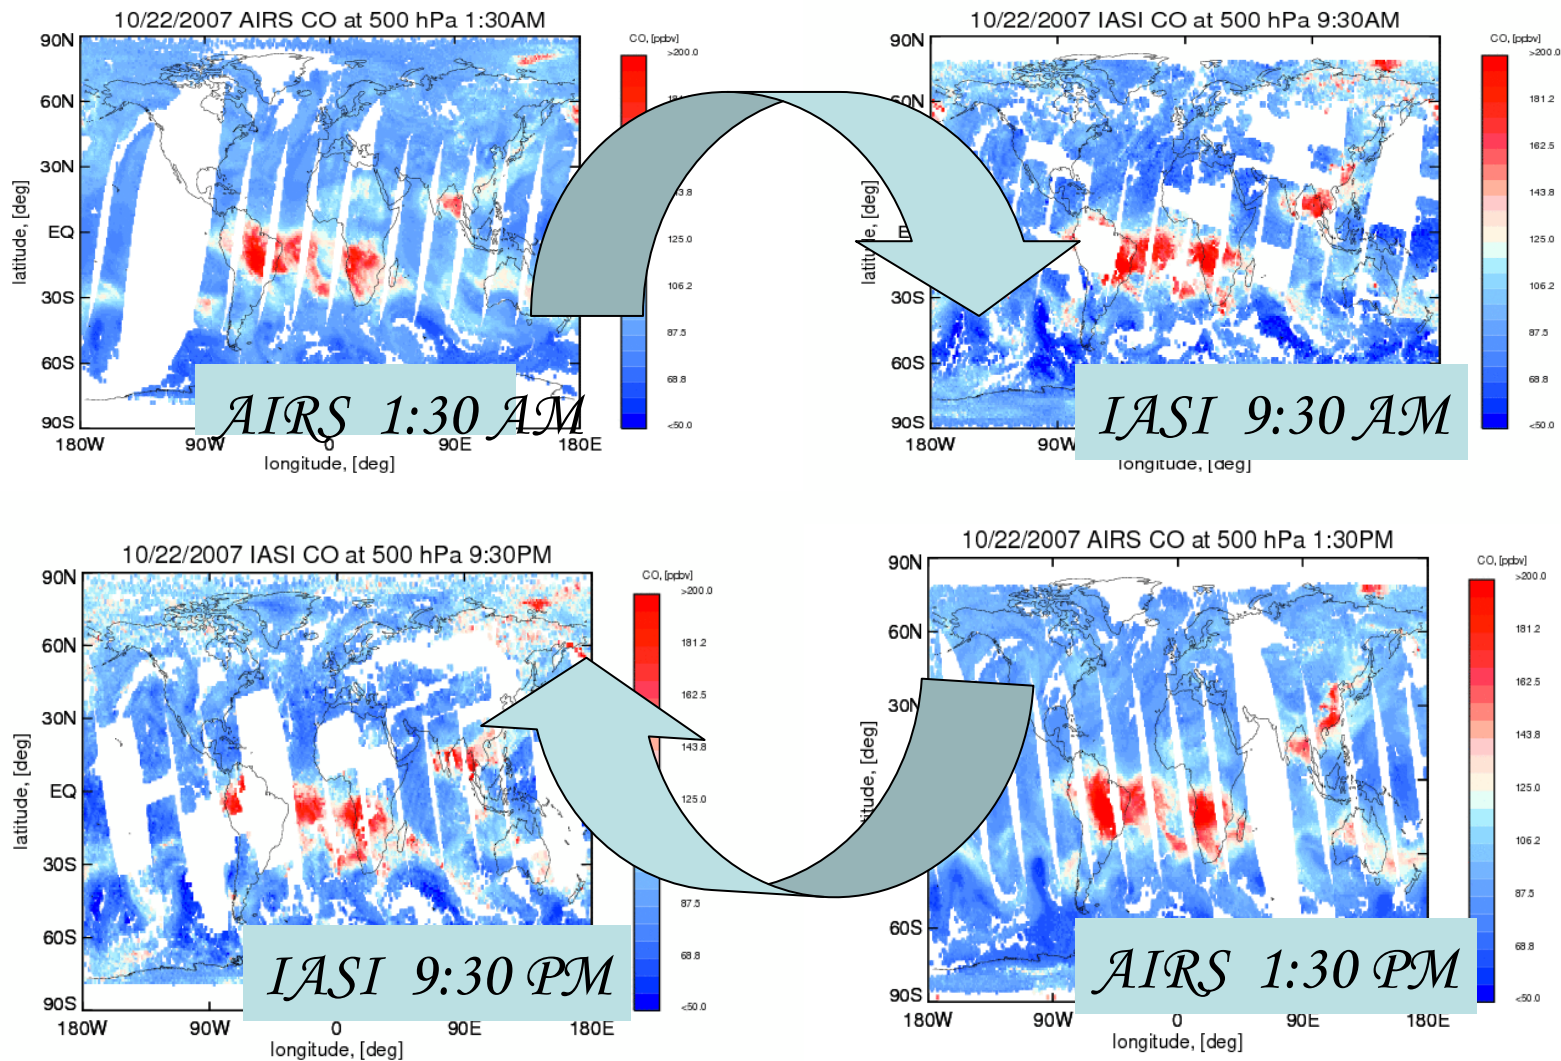 10/22/2007 AIRS CO at 500 hPa 1:30AM
CO, [ppbv]
>200.0
143.8
125.0
106.2
87.5
68.8
<50.0
90N
60N
30N
EQ
30S
60S
90S
latitude, [deg]
180W
90W
0
90E
180E
longitude, [deg]
AIRS 1:30 AM
10/22/2007 IASI CO at 500 hPa 9:30AM
CO, [ppbv]
>200.0
181.2
162.5
143.8
125.0
106.2
87.5
68.8
<50.0
90N
30N
30S
60S
90S
latitude, [deg]
180W
90W
longitude, [deg]
IASI 9:30 AM
10/22/2007 IASI CO at 500 hPa 9:30PM
CO, [ppbv]
>200.0
181.2
162.5
143.8
125.0
87.5
68.8
<50.0
90N
60N
30N
EQ
30S
60S
90S
latitude, [deg]
180W
90W
0
90E
180E
longitude, [deg]
IASI 9:30 PM
10/22/2007 AIRS CO at 500 hPa 1:30PM
CO, [ppbv]
>200.0
181.2
162.5
143.8
125.0
106.2
87.5
68.8
<50.0
90N
60N
30N
60S
90S
[deg]
180W
90W
0
90E
180E
longitude, [deg]
AIRS 1:30 PM